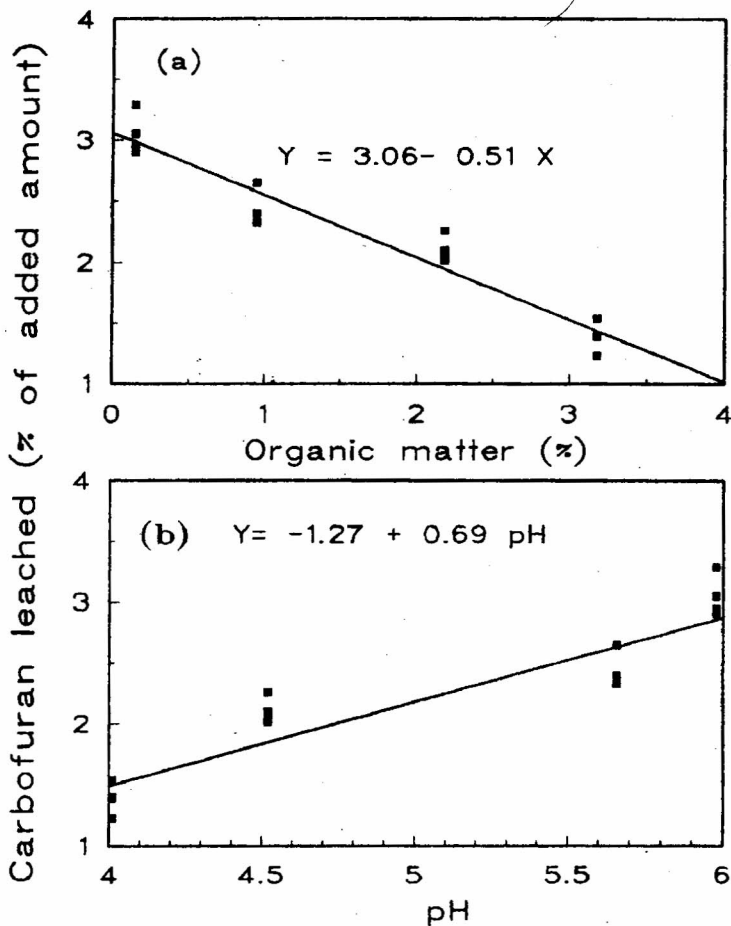 Carbofuran leached (% of added amount)
4
(a)
3
Y = 3.06- 0.51 X
2
1
0 1 2 3 4
Organic matter (%)
4
(b) Y= -1.27 + 0.69 pH
3
2
1
4 4.5 5 5.5 6
pH